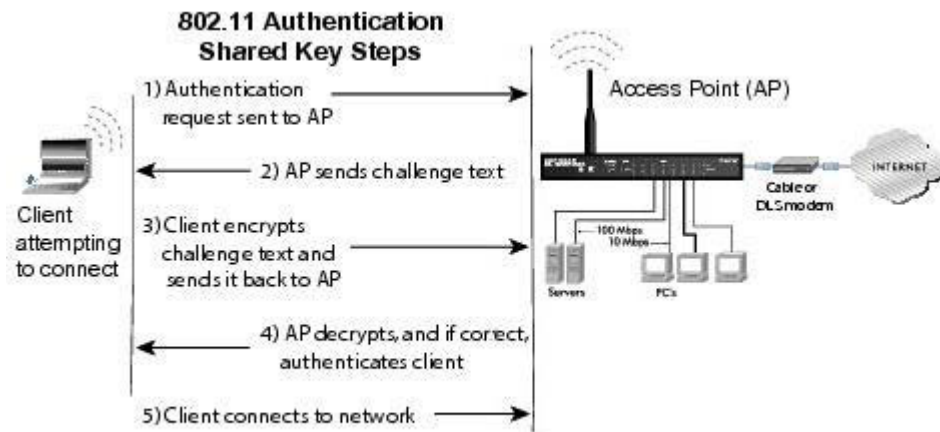 802.11 Authentication
Shared Key Steps
1) Authentication
request sent to AP
Access Point (AP)
2) AP sends challenge text
INTERNET
Cable or
DLS modem
Client
attempting
to connect
3) Client encrypts
challenge text and
sends it back to AP
100 Mbps
10 Mbps
Servers
PC's
4) AP decrypts, and if correct,
authenticates client
5) Client connects to network